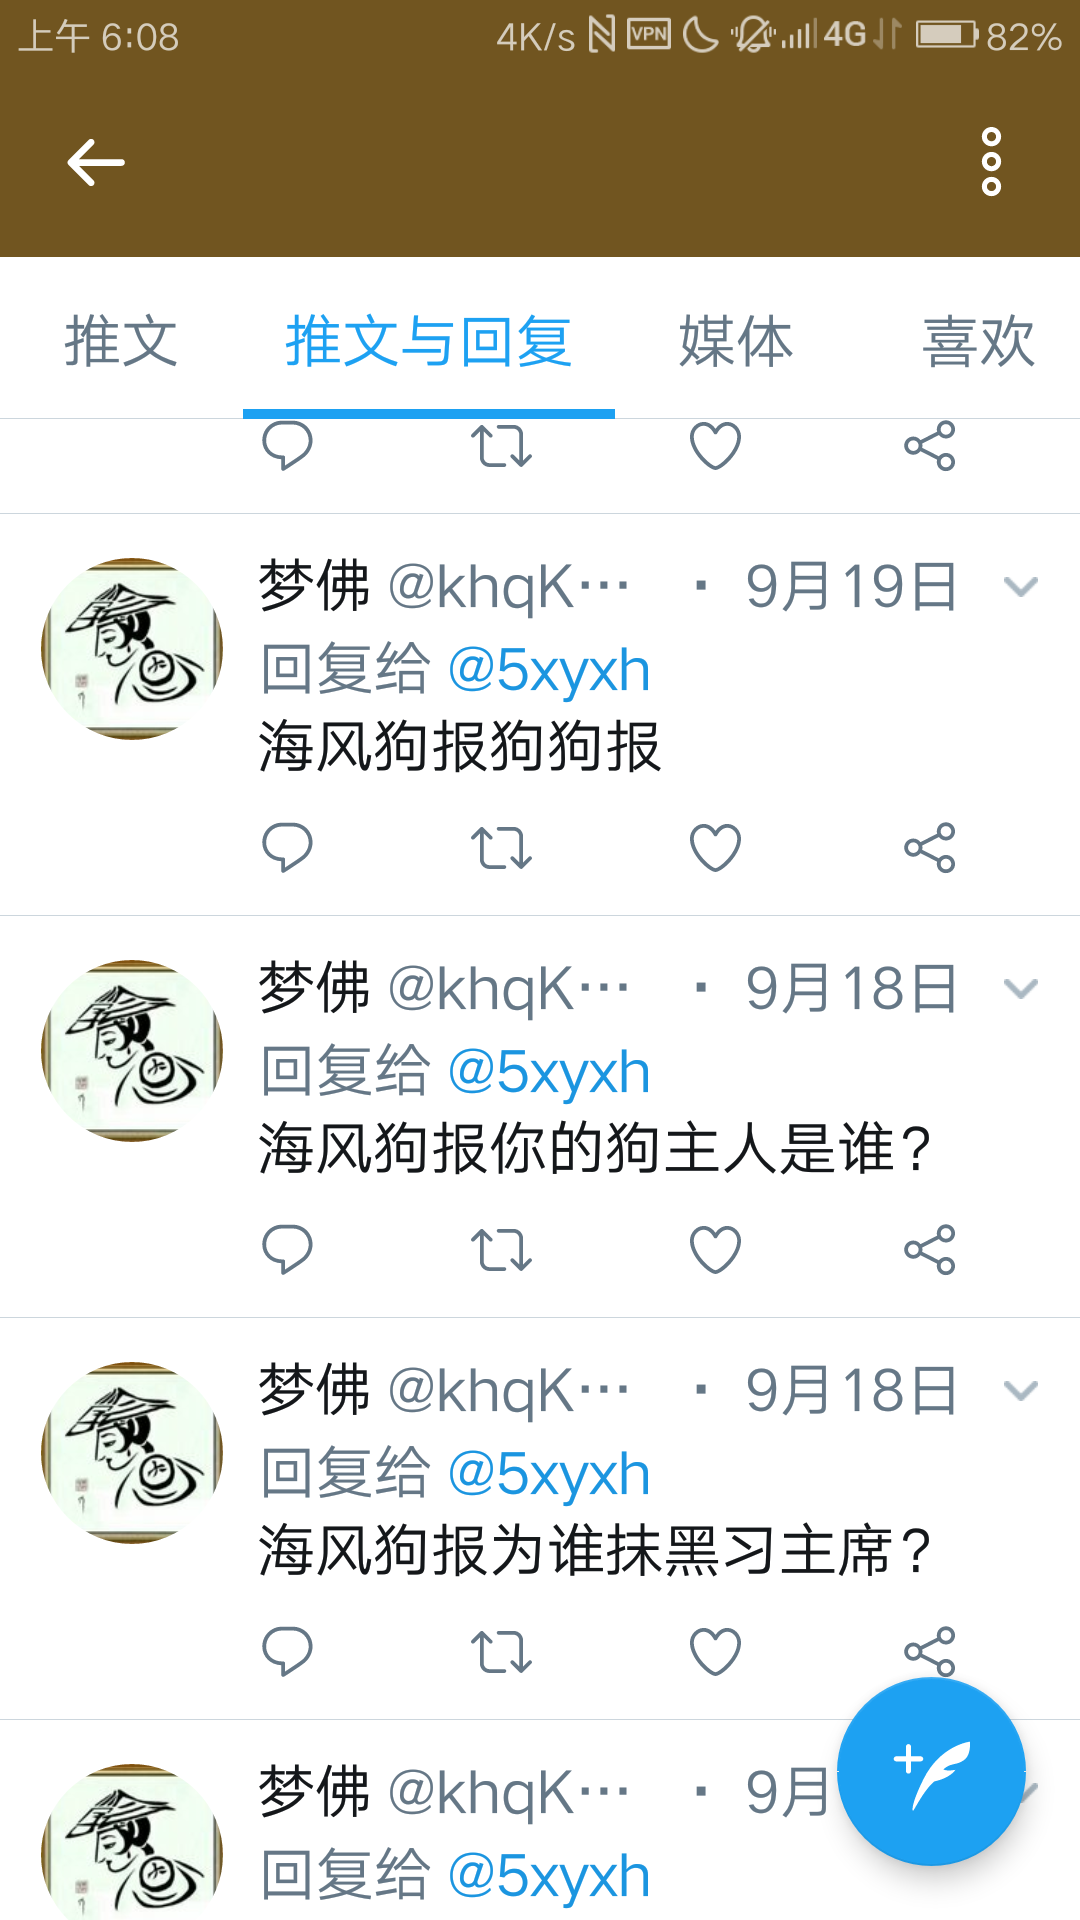 上午 6:08 4K/s VPN 4G 82%
推文 推文与回复 媒体 喜欢
梦佛 @khqK… · 9月19日
回复给 @5xyxh
海风狗报狗狗报
梦佛 @khqK… · 9月18日
回复给 @5xyxh
海风狗报你的狗主人是谁？
梦佛 @khqK… · 9月18日
回复给 @5xyxh
海风狗报为谁抹黑习主席？
梦佛 @khqK… · 9月
回复给 @5xyxh